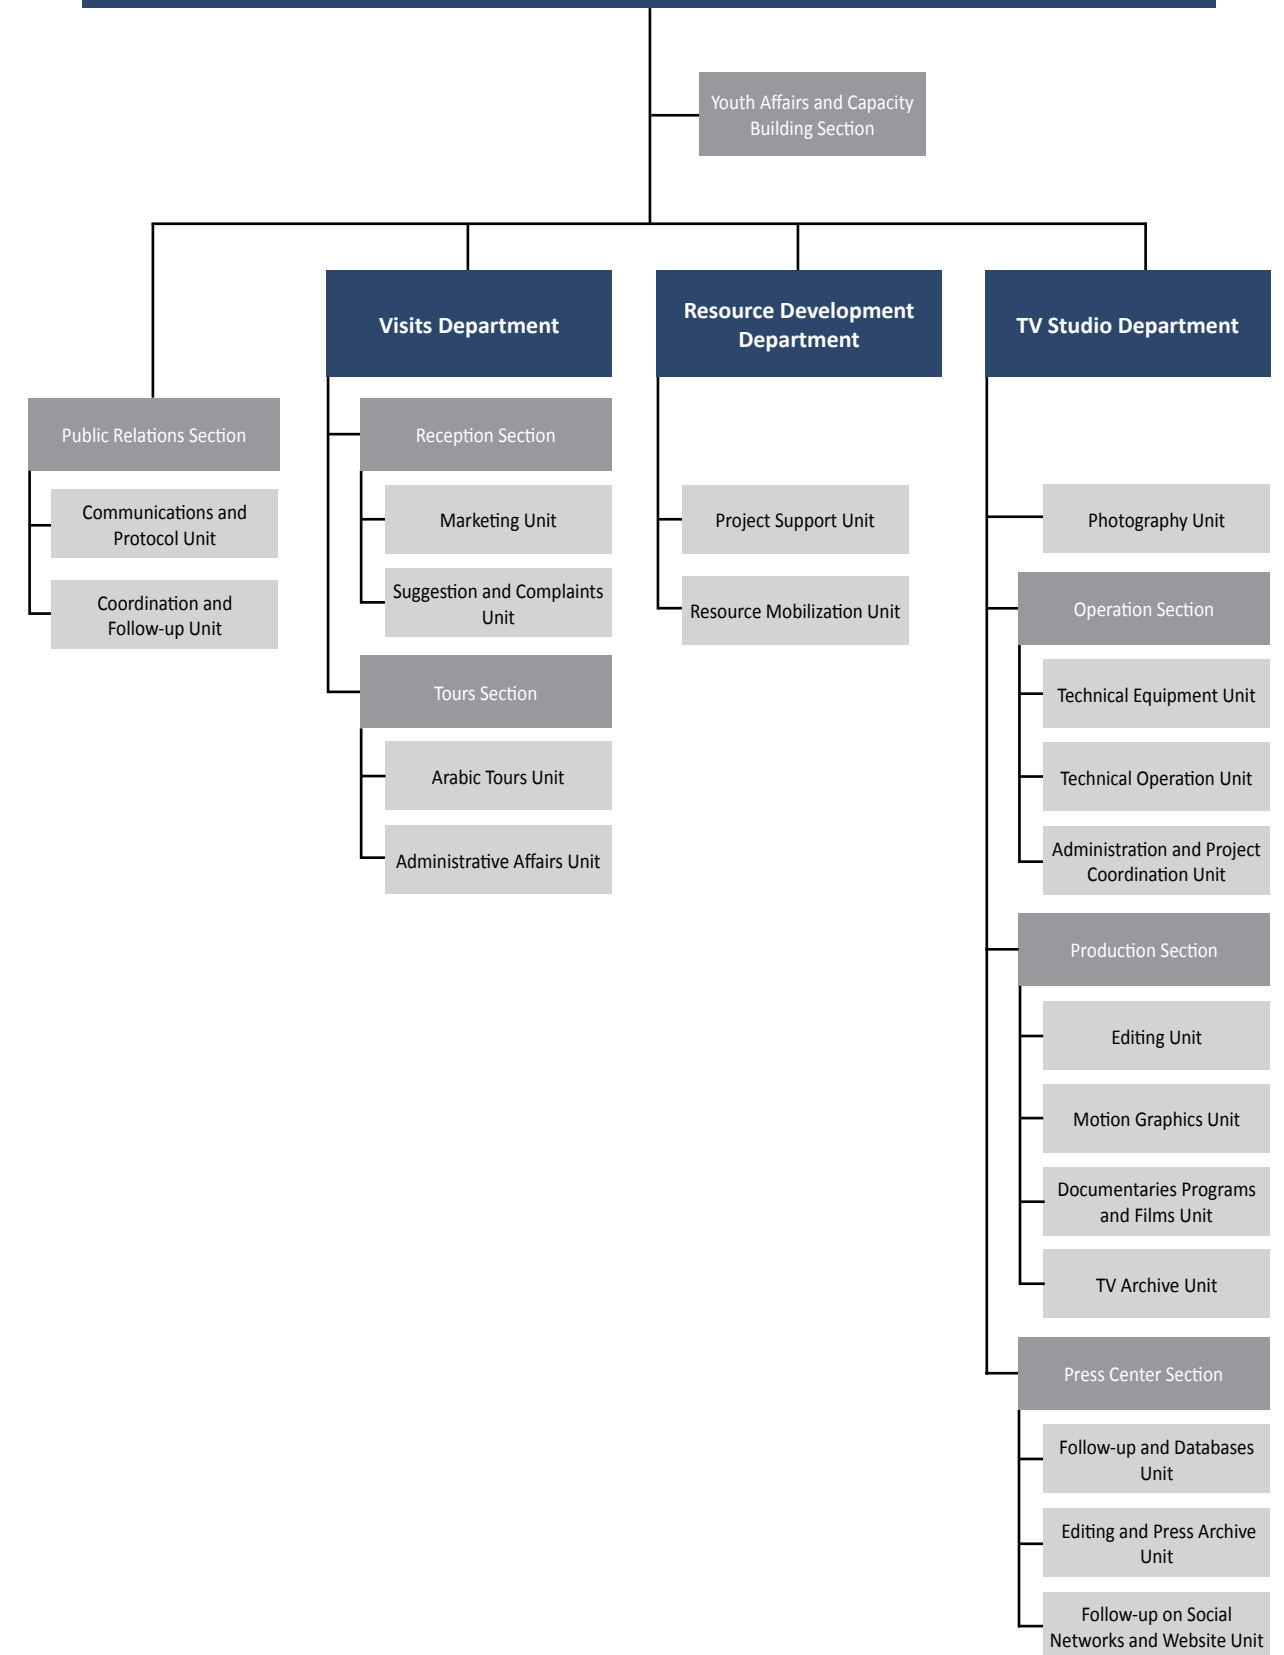 Youth Affairs and Capacity
Building Section
Visits Department
Resource Development
Department
TV Studio Department
Public Relations Section
Communications and
Protocol Unit
Coordination and
Follow-up Unit
Reception Section
Marketing Unit
Suggestion and Complaints
Unit
Tours Section
Arabic Tours Unit
Administrative Affairs Unit
Project Support Unit
Resource Mobilization Unit
Photography Unit
Operation Section
Technical Equipment Unit
Technical Operation Unit
Administration and Project
Coordination Unit
Production Section
Editing Unit
Motion Graphics Unit
Documentaries Programs
and Films Unit
TV Archive Unit
Press Center Section
Follow-up and Databases
Unit
Editing and Press Archive
Unit
Follow-up on Social
Networks and Website Unit